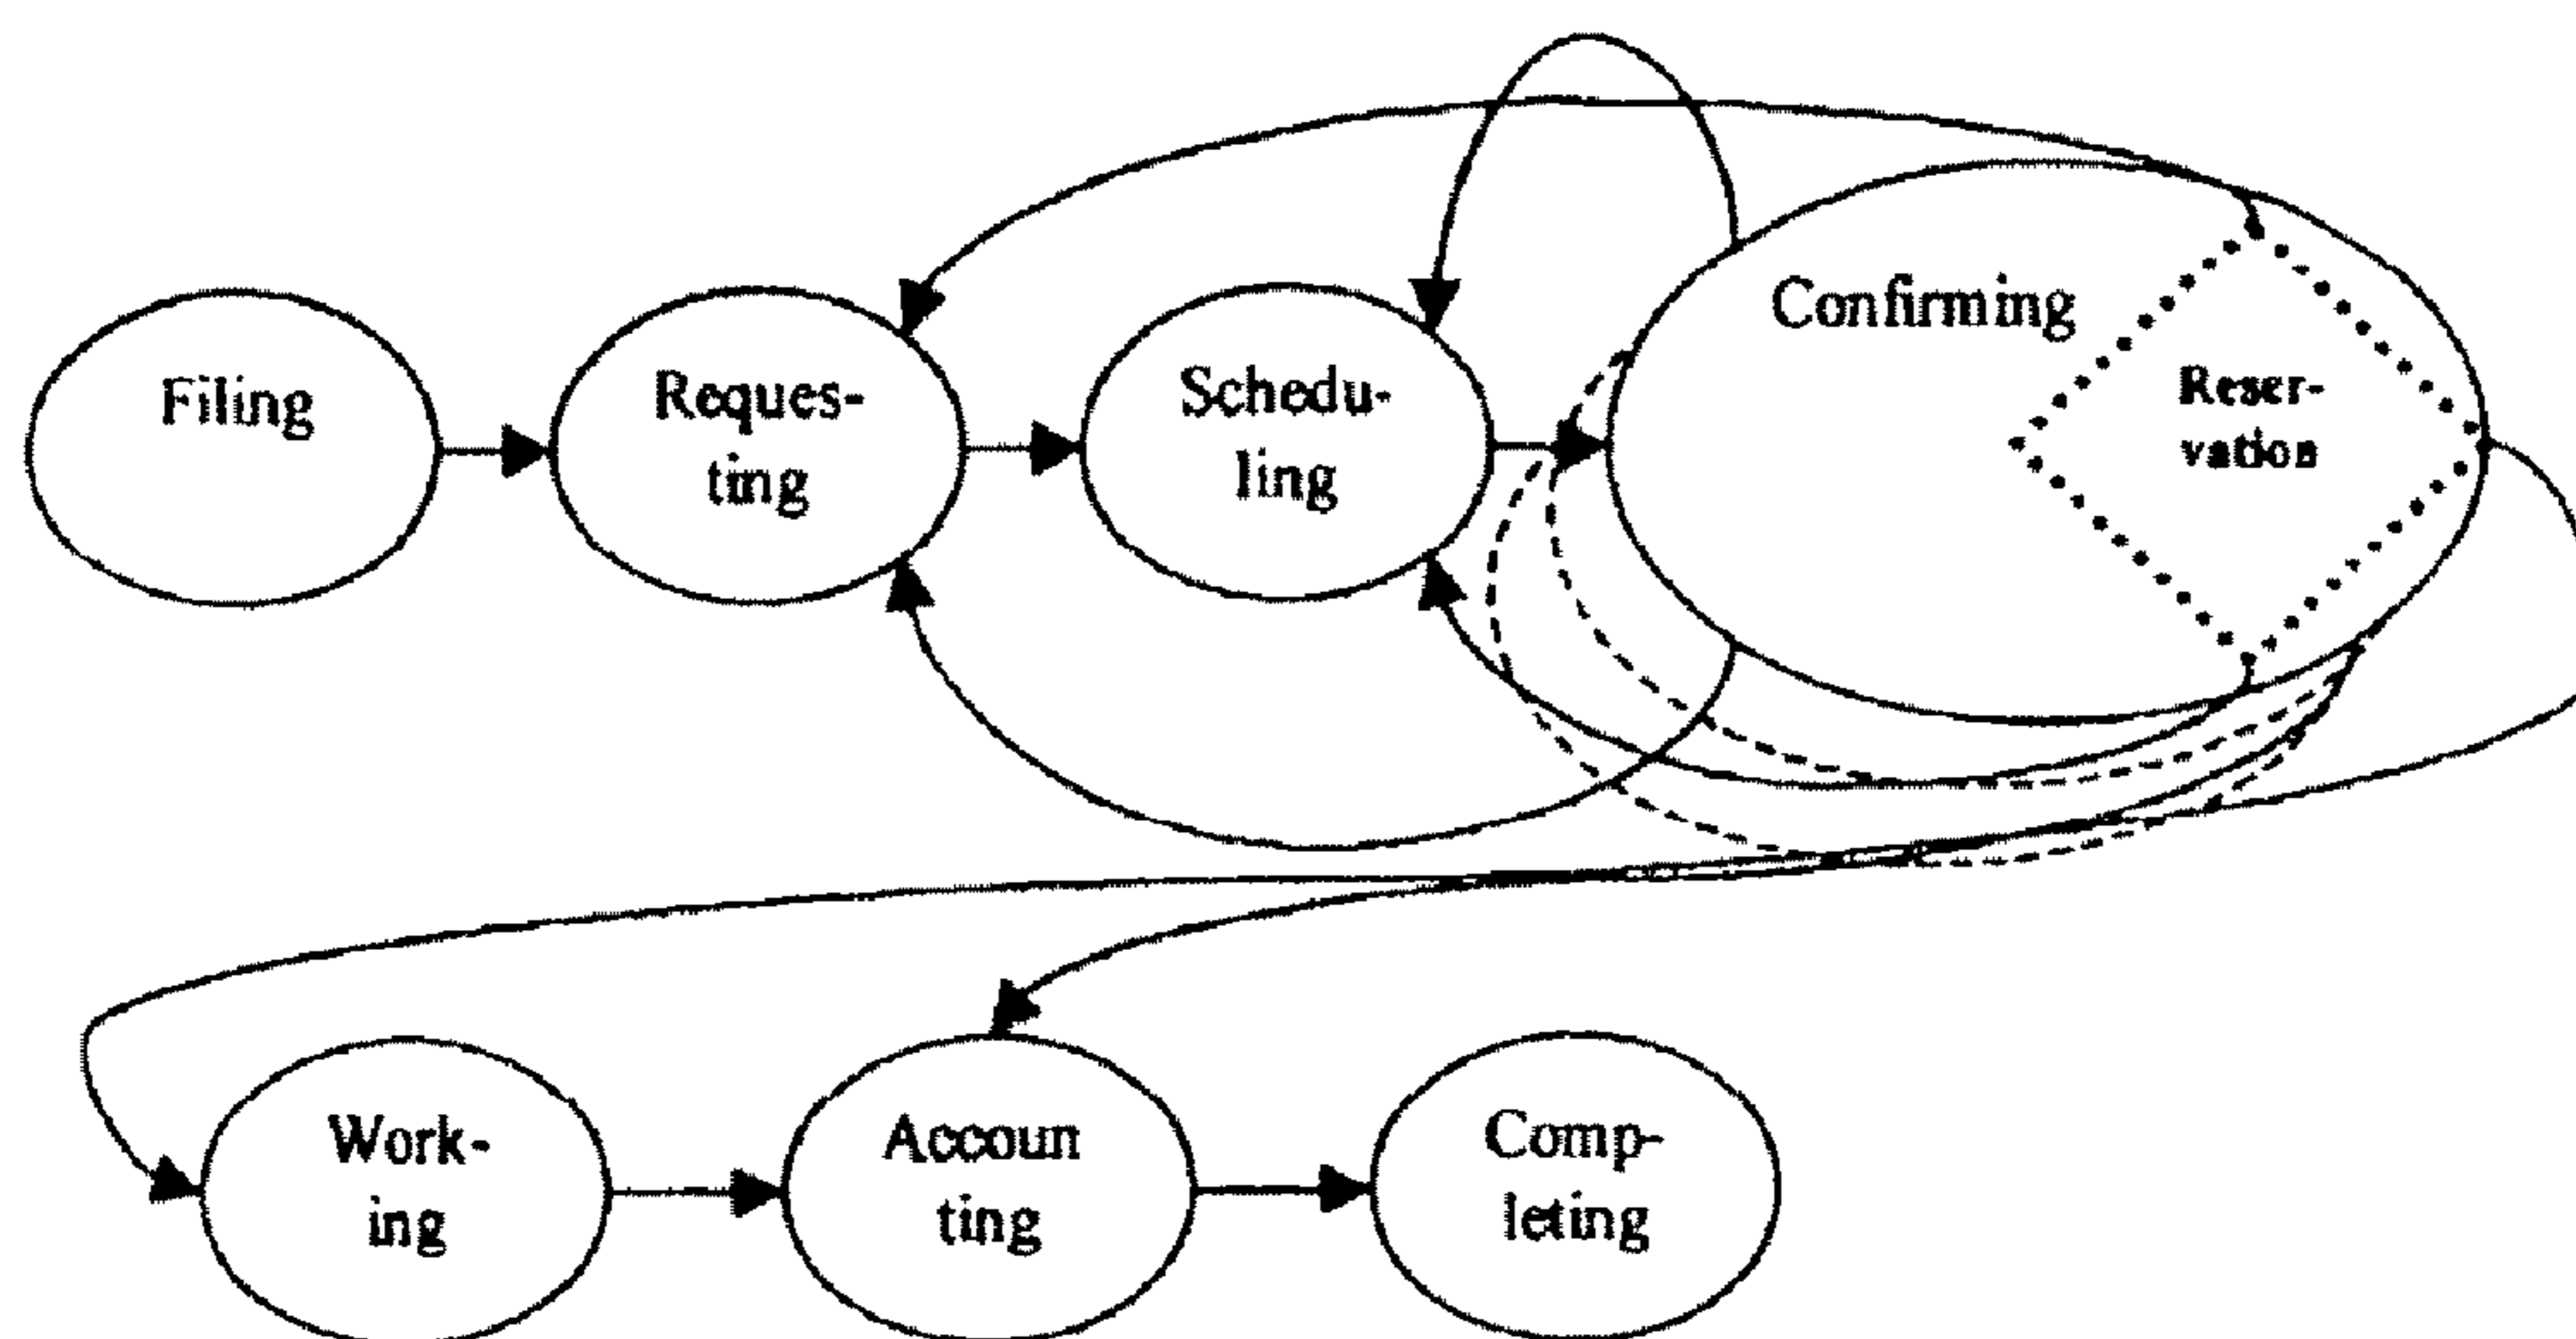 Filing
Reques-
ting
Schedu-
ling
Confirming
Reser-
vation
Work-
ing
Accoun
ting
Comp-
leting